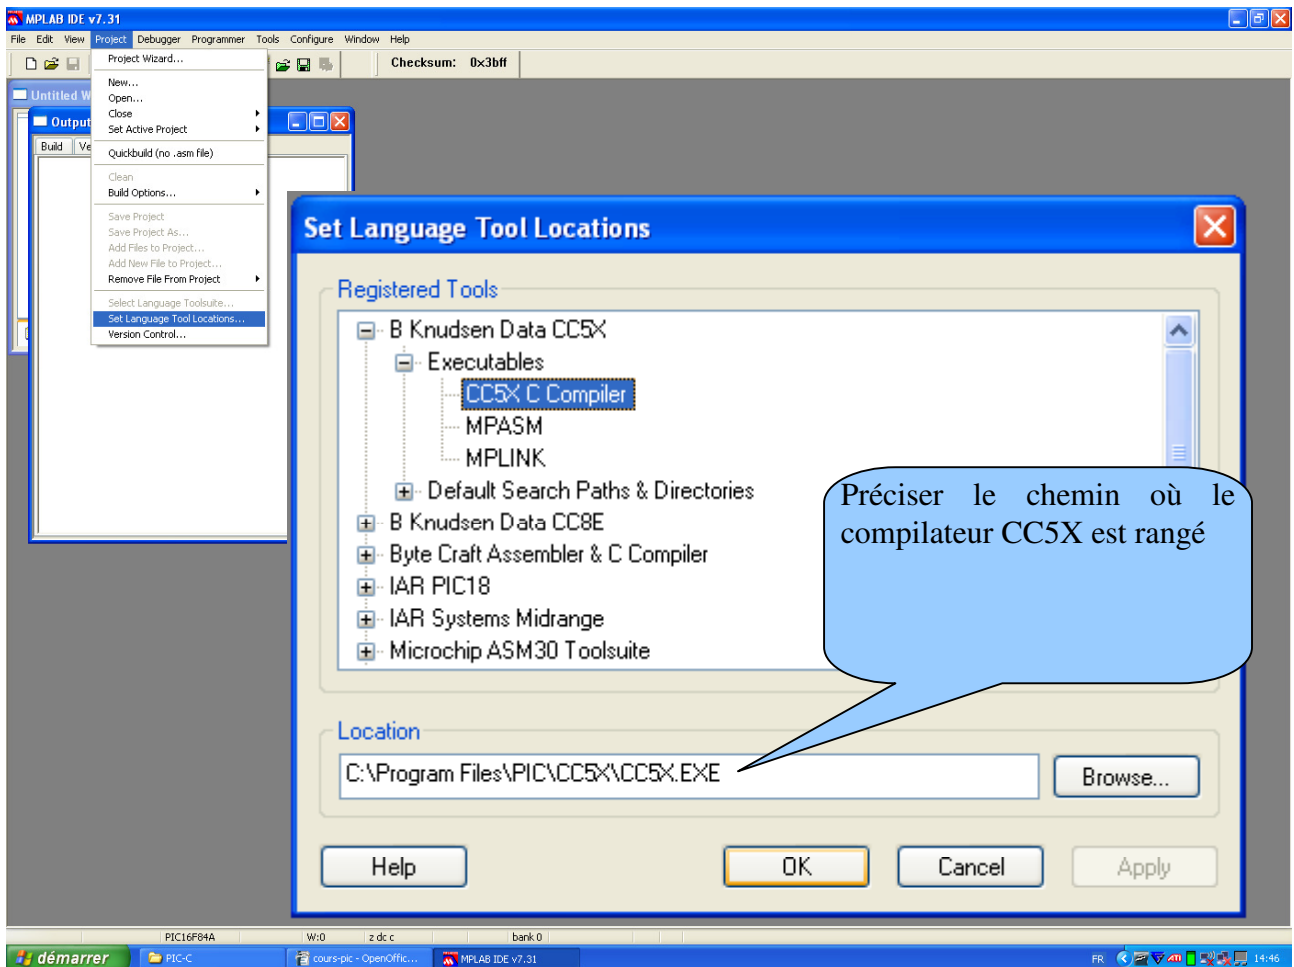 MPLAB IDE v7.31
File Edit View Project Debugger Programmer Tools Configure Window Help
Checksum: 0x3bff
Project Wizard...
New...
Open...
Close
Set Active Project
Quickbuild (no .asm file)
Clean
Build Options...
Save Project
Save Project As...
Add Files to Project...
Add New File to Project...
Remove File From Project
Select Language Toolsuite...
Set Language Tool Locations...
Version Control...
Untitled W
Output
Build Ve
Set Language Tool Locations
Registered Tools
B Knudsen Data CC5X
Executables
CC5X C Compiler
MPASM
MPLINK
Default Search Paths & Directories
B Knudsen Data CC8E
Byte Craft Assembler & C Compiler
IAR PIC18
IAR Systems Midrange
Microchip ASM30 Toolsuite
Préciser le chemin où le
compilateur CC5X est rangé
Location
C:\Program Files\PIC\CC5X\CC5X.EXE
Browse...
Help OK Cancel Apply
PIC16F84A W:0 z dc c bank 0
démarrer PIC-C cours-pic - OpenOffic... MPLAB IDE v7.31 FR 14:46